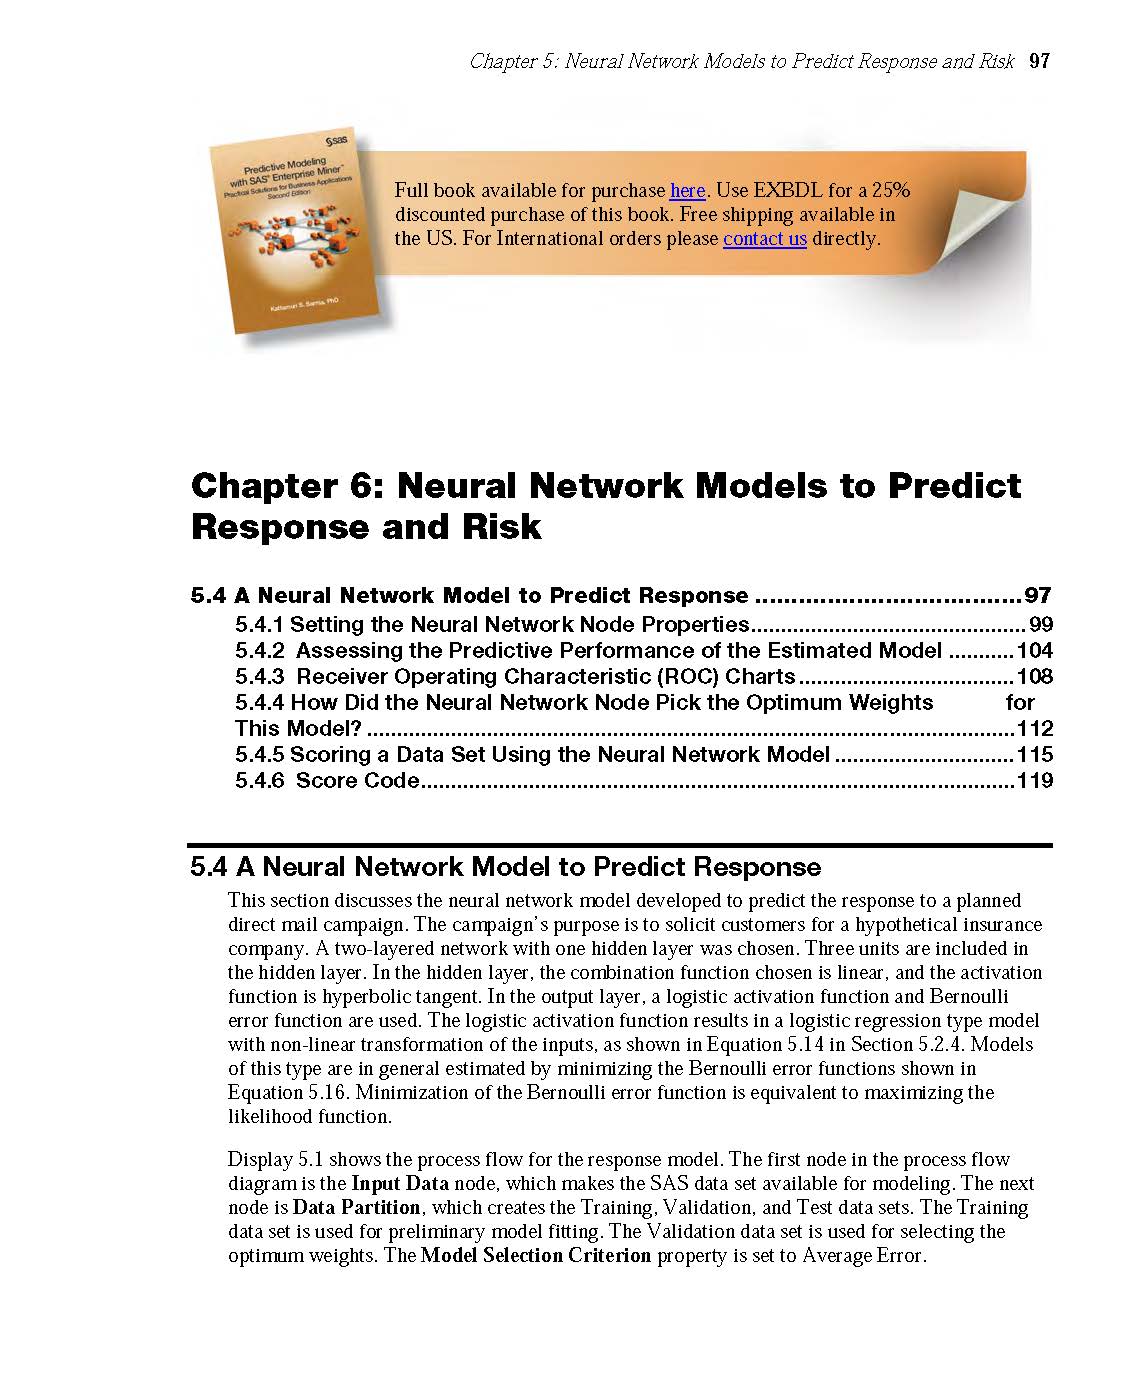 Chapter 5: Neural Network Models to Predict Response and Risk 97
§sas
Predictive Modeling
with SAS® Enterprise Miner™
Practical Solutions for Business Applications
Second Edition
Kattamuri S. Sarma, PhD
Full book available for purchase here. Use EXBDL for a 25%
discounted purchase of this book. Free shipping available in
the US. For International orders please contact us directly.
Chapter 6: Neural Network Models to Predict
Response and Risk
5.4 A Neural Network Model to Predict Response .....................................97
5.4.1 Setting the Neural Network Node Properties..............................................99
5.4.2 Assessing the Predictive Performance of the Estimated Model ...........104
5.4.3 Receiver Operating Characteristic (ROC) Charts....................................108
5.4.4 How Did the Neural Network Node Pick the Optimum Weights for
This Model? ............................................................................................................112
5.4.5 Scoring a Data Set Using the Neural Network Model ..............................115
5.4.6 Score Code...................................................................................................119
5.4 A Neural Network Model to Predict Response
This section discusses the neural network model developed to predict the response to a planned
direct mail campaign. The campaign's purpose is to solicit customers for a hypothetical insurance
company. A two-layered network with one hidden layer was chosen. Three units are included in
the hidden layer. In the hidden layer, the combination function chosen is linear, and the activation
function is hyperbolic tangent. In the output layer, a logistic activation function and Bernoulli
error function are used. The logistic activation function results in a logistic regression type model
with non-linear transformation of the inputs, as shown in Equation 5.14 in Section 5.2.4. Models
of this type are in general estimated by minimizing the Bernoulli error functions shown in
Equation 5.16. Minimization of the Bernoulli error function is equivalent to maximizing the
likelihood function.
Display 5.1 shows the process flow for the response model. The first node in the process flow
diagram is the Input Data node, which makes the SAS data set available for modeling. The next
node is Data Partition, which creates the Training, Validation, and Test data sets. The Training
data set is used for preliminary model fitting. The Validation data set is used for selecting the
optimum weights. The Model Selection Criterion property is set to Average Error.